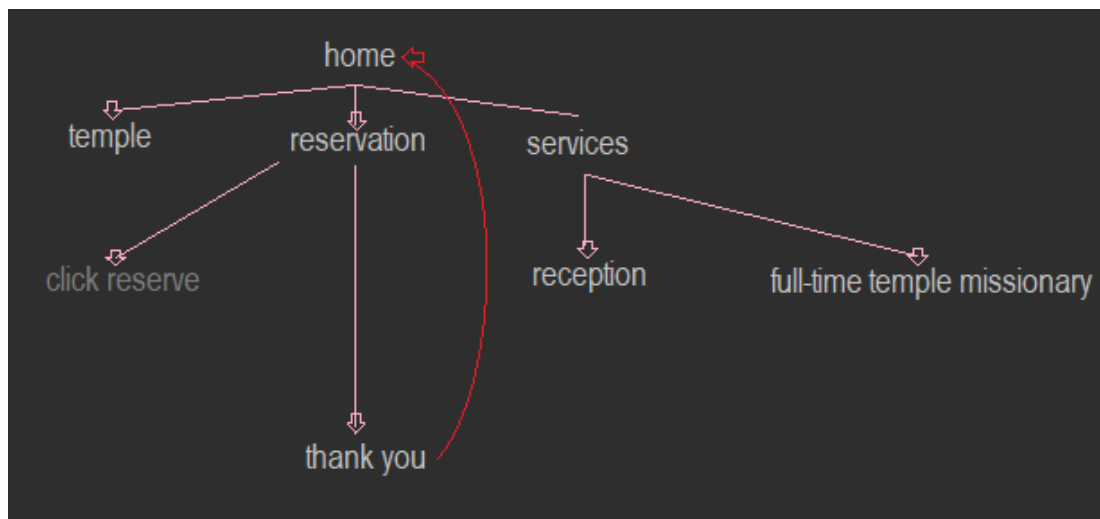 home
temple
reservation
services
click reserve
reception
full-time temple missionary
thank you